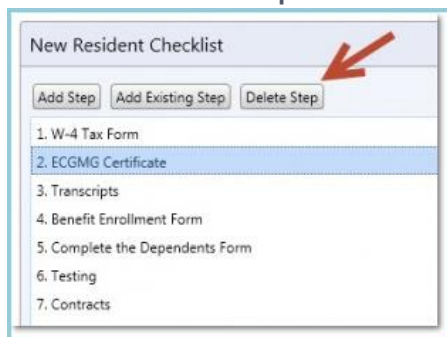 New Resident Checklist
Add Step Add Existing Step Delete Step
1. W-4 Tax Form
2. ECGMG Certificate
3. Transcripts
4. Benefit Enrollment Form
5. Complete the Dependents Form
6. Testing
7. Contracts